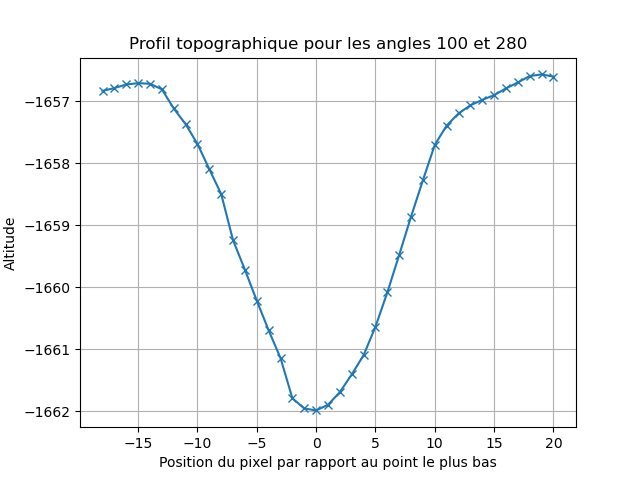 Profil topographique pour les angles 100 et 280
Altitude
−1657
−1658
−1659
−1660
−1661
−1662
−15 −10 −5 0 5 10 15 20
Position du pixel par rapport au point le plus bas